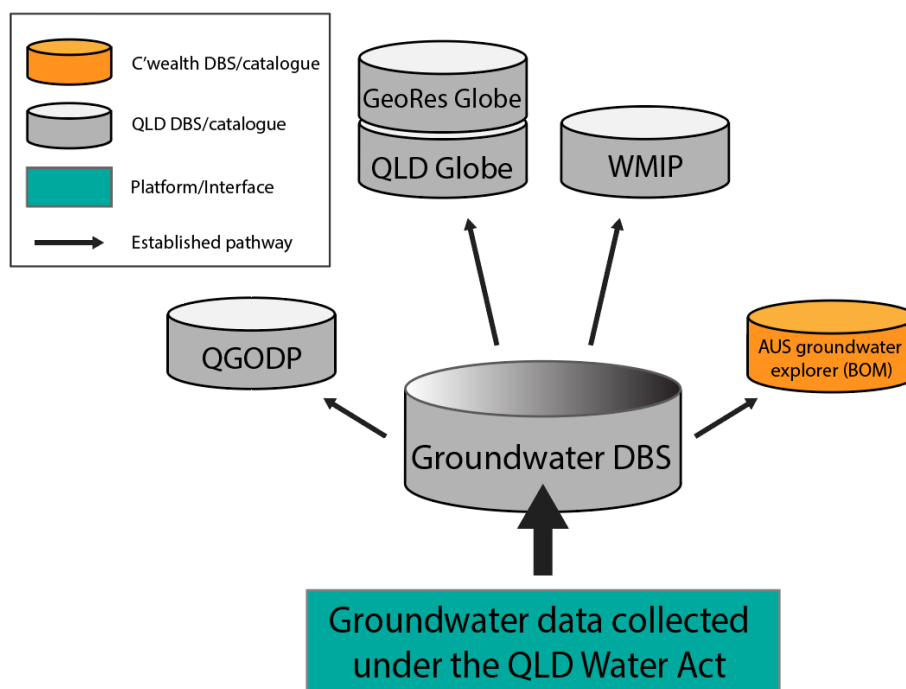 C'wealth DBS/catalogue
QLD DBS/catalogue
Platform/Interface
Established pathway
GeoRes Globe
QLD Globe
WMIP
QGODP
AUS groundwater
explorer (BOM)
Groundwater DBS
Groundwater data collected
under the QLD Water Act